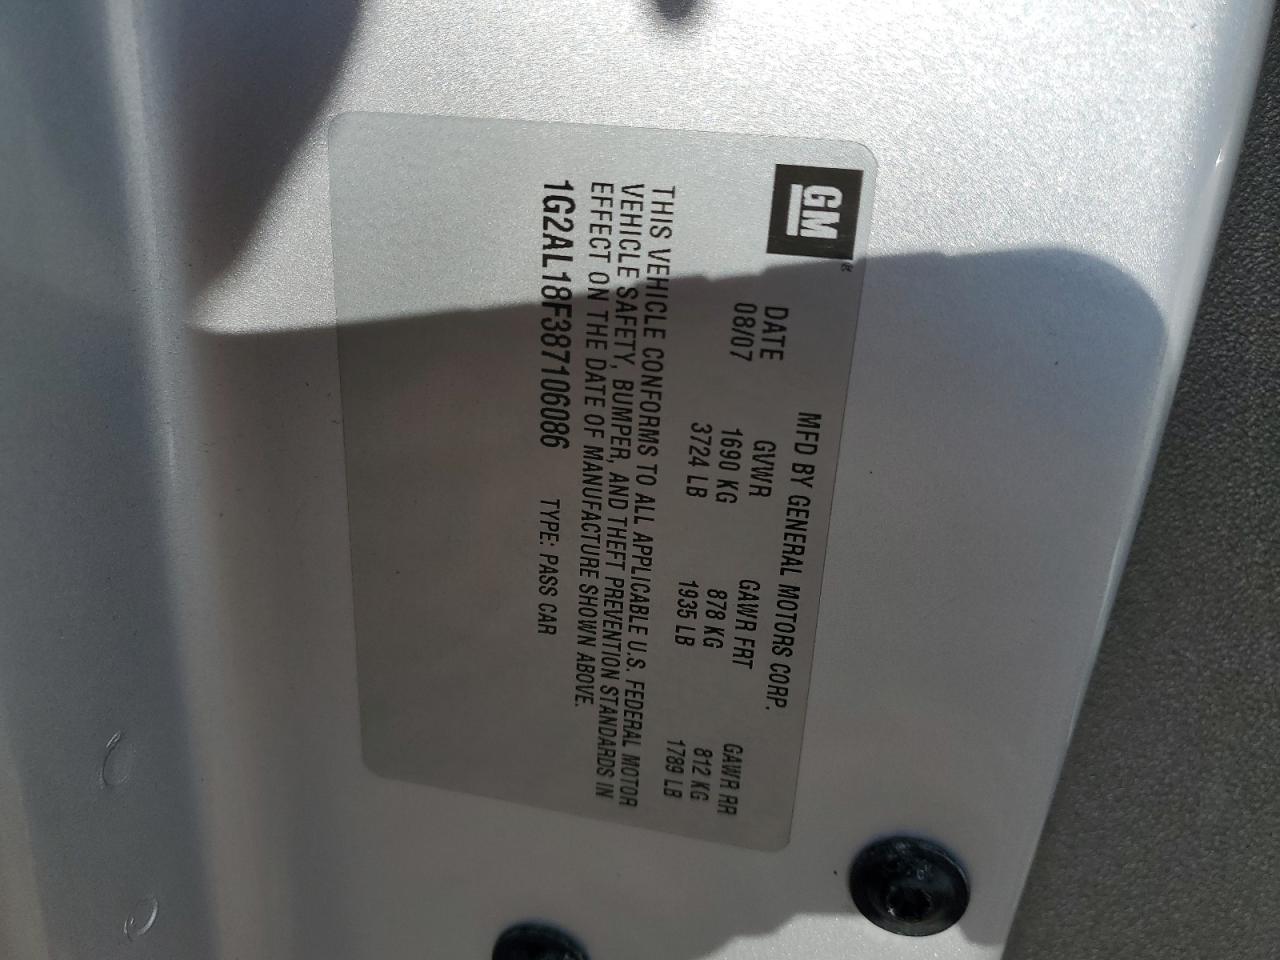 GM®
MFD BY GENERAL MOTORS CORP.
DATE GVWR GAWR FRT GAWR RR
08/07 1690 KG 878 KG 812 KG
3724 LB 1935 LB 1789 LB
THIS VEHICLE CONFORMS TO ALL APPLICABLE U.S. FEDERAL MOTOR
VEHICLE SAFETY, BUMPER, AND THEFT PREVENTION STANDARDS IN
EFFECT ON THE DATE OF MANUFACTURE SHOWN ABOVE.
1G2AL18F387106086 TYPE: PASS CAR